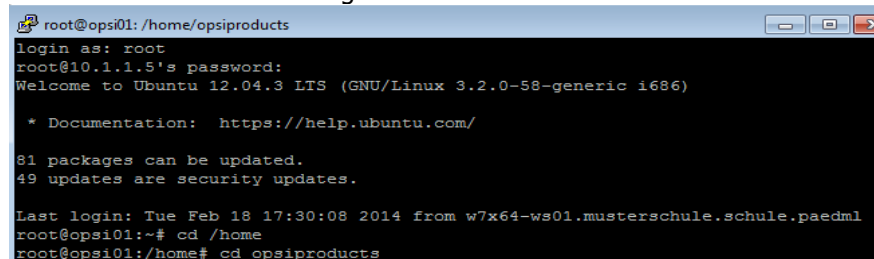 root@opsi01: /home/opsiproducts
login as: root
root@10.1.1.5's password:
Welcome to Ubuntu 12.04.3 LTS (GNU/Linux 3.2.0-58-generic i686)
* Documentation: https://help.ubuntu.com/
81 packages can be updated.
49 updates are security updates.
Last login: Tue Feb 18 17:30:08 2014 from w7x64-ws01.musterschule.schule.paedml
root@opsi01:~# cd /home
root@opsi01:/home# cd opsiproducts